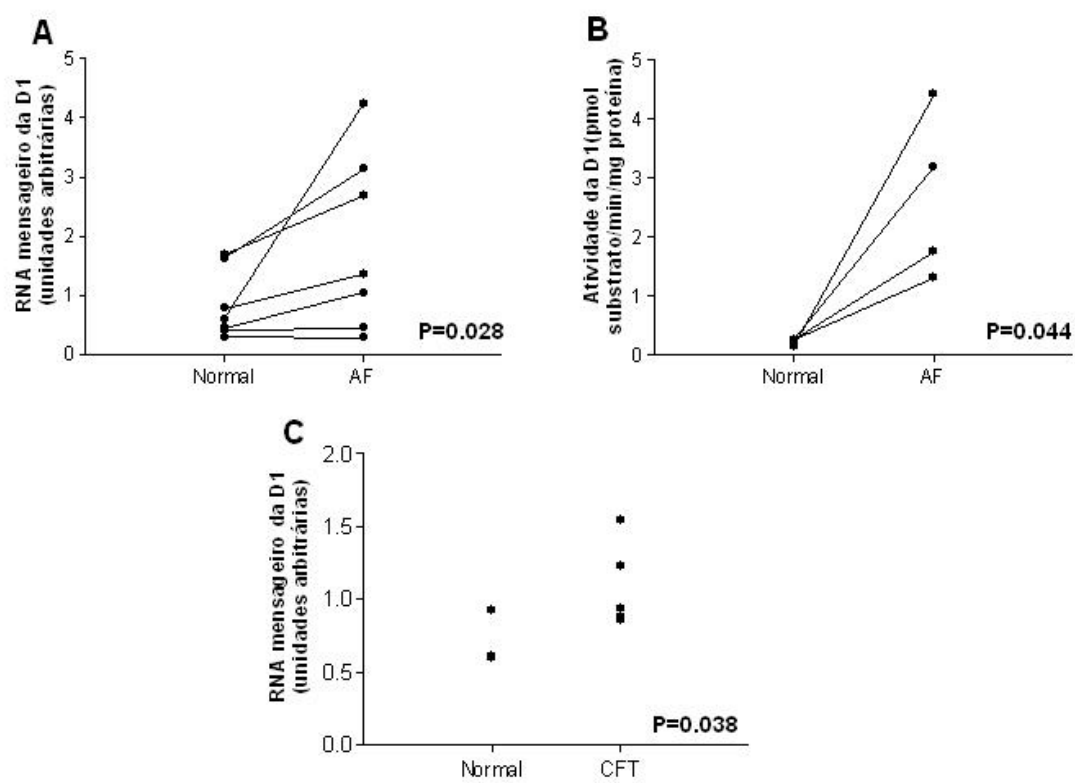 A
RNA mensageiro da D1
(unidades arbitrárias)
5
4
3
2
1
0
Normal
AF
P=0.028
B
Atividade da D1(pmol
substrato/min/mg proteína)
5
4
3
2
1
0
Normal
AF
P=0.044
C
RNA mensageiro da D1
(unidades arbitrárias)
2.0
1.5
1.0
0.5
0.0
Normal
CFT
P=0.038